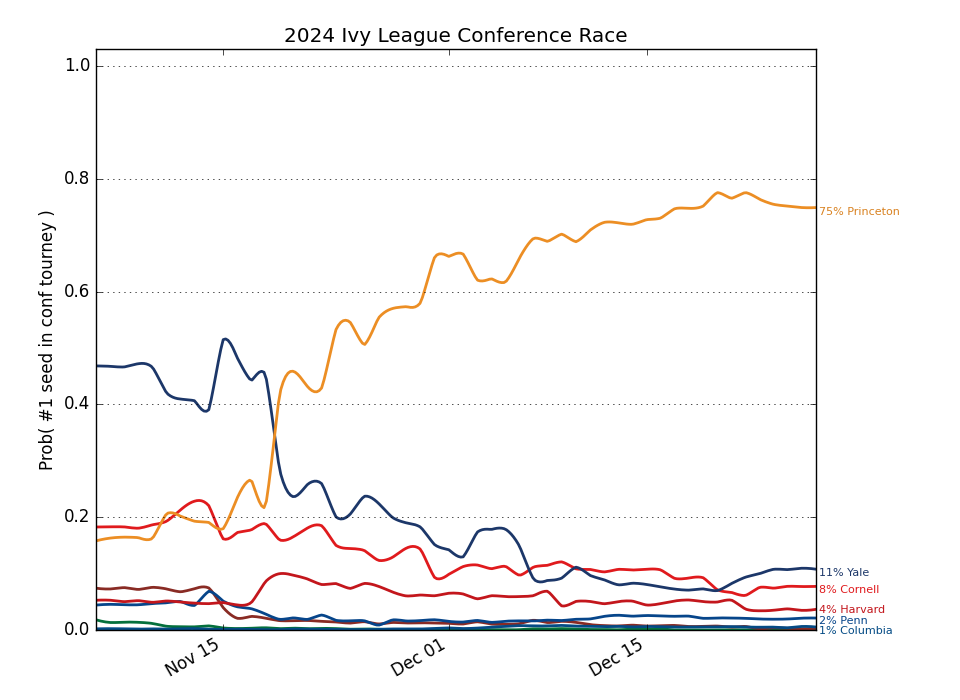 2024 Ivy League Conference Race
Prob( #1 seed in conf tourney )
1.0
0.8
0.6
0.4
0.2
0.0
Nov 15
Dec 01
Dec 15
75% Princeton
11% Yale
8% Cornell
4% Harvard
2% Penn
1% Columbia